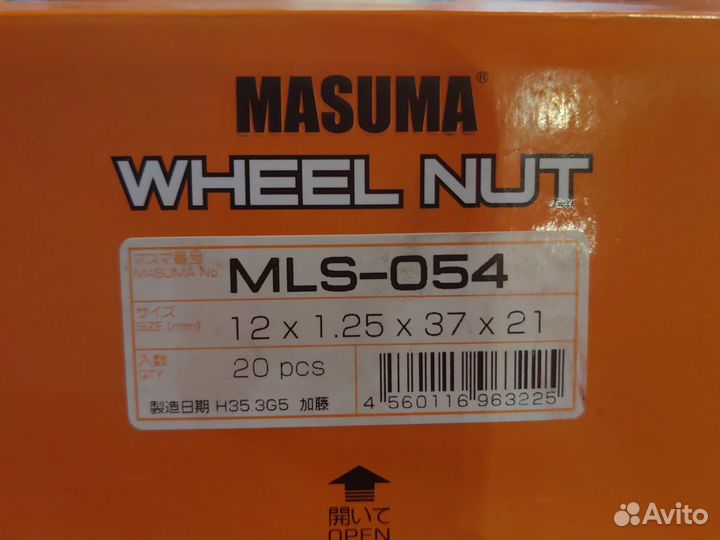 MASUMA®
WHEEL NUT
マスマ番号
MASUMA No.
MLS-054
サイズ
SIZE (mm)
12 x 1.25 x 37 x 21
入数
QTY
20 pcs
製造日期 H35 3G5 加藤
4 560116 963225
開いて
OPEN
Avito